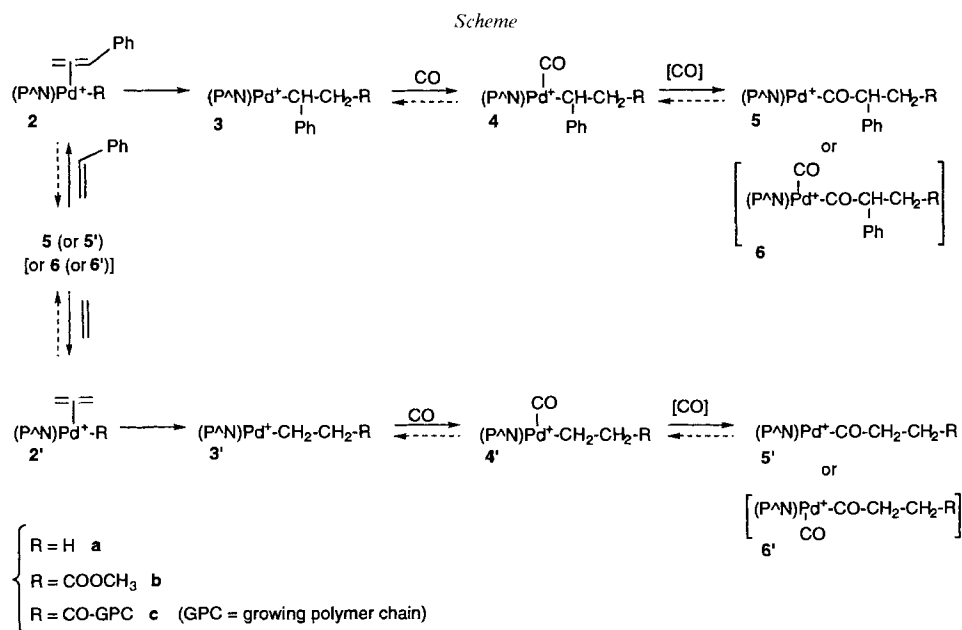 Scheme
Ph
(P^N)Pd⁺-R
2
(P^N)Pd⁺-CH-CH₂-R
Ph
3
CO
CO
(P^N)Pd⁺-CH-CH₂-R
Ph
4
[CO]
(P^N)Pd⁺-CO-CH-CH₂-R
Ph
5
or
CO
(P^N)Pd⁺-CO-CH-CH₂-R
Ph
6
Ph
5 (or 5')
[or 6 (or 6')]
(P^N)Pd⁺-R
2'
(P^N)Pd⁺-CH₂-CH₂-R
3'
CO
CO
(P^N)Pd⁺-CH₂-CH₂-R
4'
[CO]
(P^N)Pd⁺-CO-CH₂-CH₂-R
5'
or
(P^N)Pd⁺-CO-CH₂-CH₂-R
CO
6'
R = H a
R = COOCH₃ b
R = CO-GPC c (GPC = growing polymer chain)